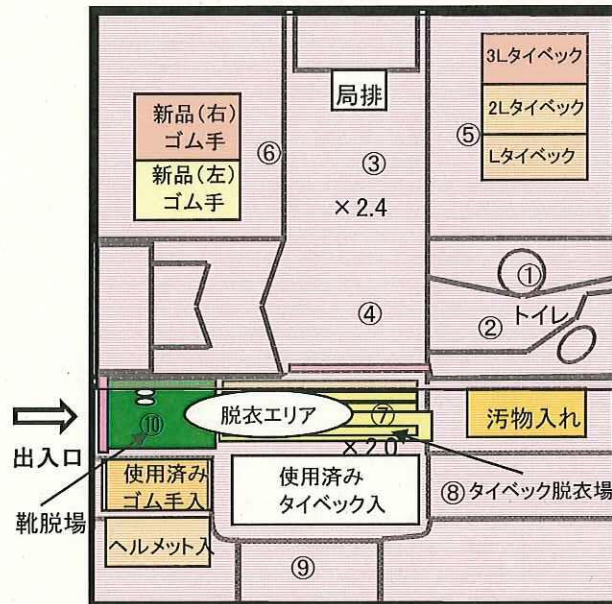 3Lタイベック
2Lタイベック
Lタイベック
⑤
局排
新品(右)
ゴム手
新品(左)
ゴム手
⑥
③
×2.4
①
②
トイレ
④
出入口
⑩
脱衣エリア
⑦
×2.0
汚物入れ
靴脱場
使用済み
ゴム手入
使用済み
タイベック入
⑧タイベック脱衣場
ヘルメット入
⑨